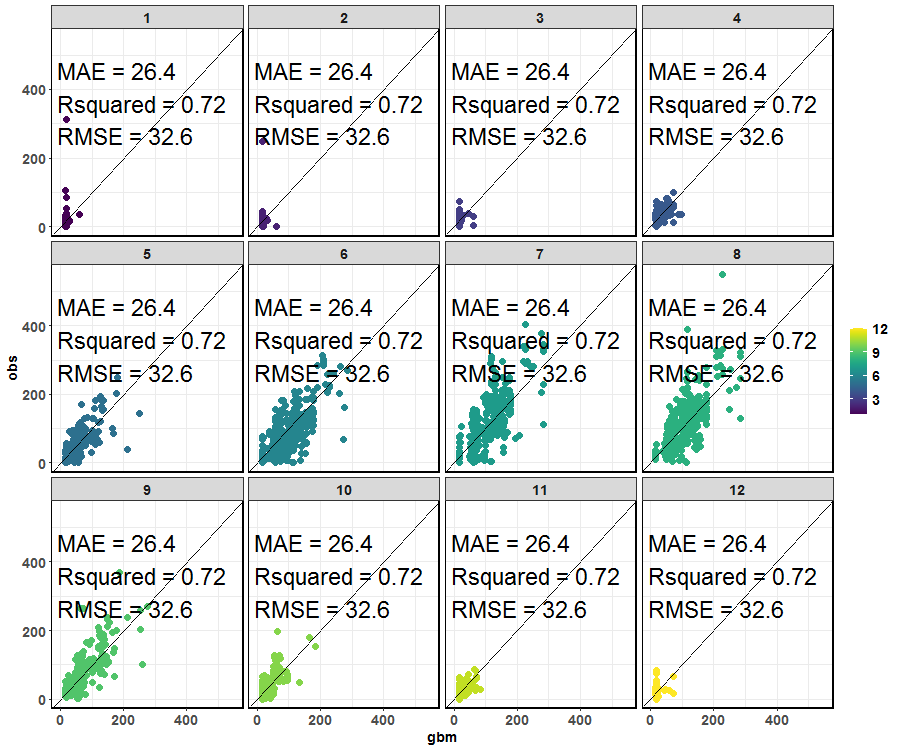 1 2 3 4
MAE = 26.4 MAE = 26.4 MAE = 26.4 MAE = 26.4
400
Rsquared = 0.72 Rsquared = 0.72 Rsquared = 0.72 Rsquared = 0.72
RMSE = 32.6 RMSE = 32.6 RMSE = 32.6 RMSE = 32.6
200
0
5 6 7 8
MAE = 26.4 MAE = 26.4 MAE = 26.4 MAE = 26.4
400
Rsquared = 0.72 Rsquared = 0.72 Rsquared = 0.72 Rsquared = 0.72
RMSE = 32.6 RMSE = 32.6 RMSE = 32.6 RMSE = 32.6
200
0
9 10 11 12
MAE = 26.4 MAE = 26.4 MAE = 26.4 MAE = 26.4
400
Rsquared = 0.72 Rsquared = 0.72 Rsquared = 0.72 Rsquared = 0.72
RMSE = 32.6 RMSE = 32.6 RMSE = 32.6 RMSE = 32.6
200
0
0 200 400 0 200 400 0 200 400 0 200 400
gbm
obs
12
9
6
3